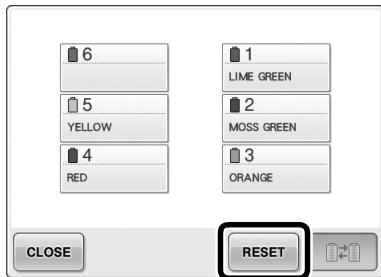 6
1
LIME GREEN
5
YELLOW
2
MOSS GREEN
4
RED
3
ORANGE
CLOSE
RESET